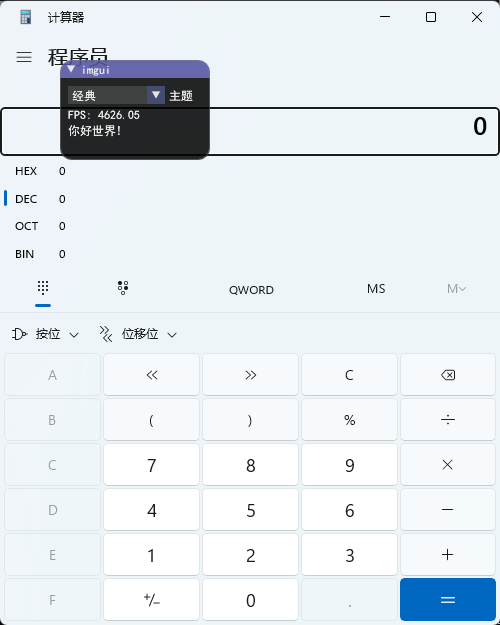 计算器
程序员
imgui
经典 主题
FPS: 4626.05
你好世界!
0
HEX 0
DEC 0
OCT 0
BIN 0
QWORD MS M
按位 位移位
A « » C
B ( ) % ÷
C 7 8 9 ×
D 4 5 6 −
E 1 2 3 +
F +/− 0 . =